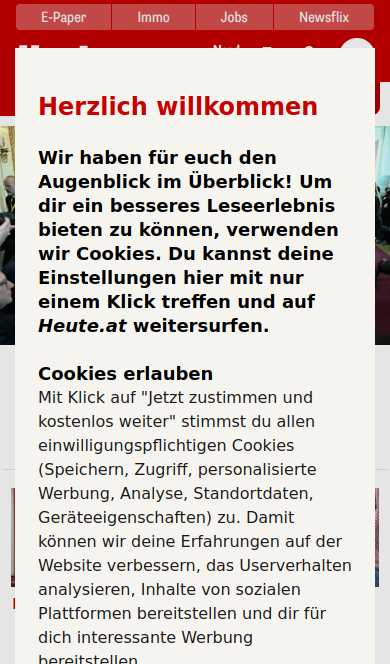 E-Paper Immo Jobs Newsflix
Herzlich willkommen
Wir haben für euch den
Augenblick im Überblick! Um
dir ein besseres Leseerlebnis
bieten zu können, verwenden
wir Cookies. Du kannst deine
Einstellungen hier mit nur
einem Klick treffen und auf
Heute.at weitersurfen.
Cookies erlauben
Mit Klick auf "Jetzt zustimmen und
kostenlos weiter" stimmst du allen
einwilligungspflichtigen Cookies
(Speichern, Zugriff, personalisierte
Werbung, Analyse, Standortdaten,
Geräteeigenschaften) zu. Damit
können wir deine Erfahrungen auf der
Website verbessern, das Userverhalten
analysieren, Inhalte von sozialen
Plattformen bereitstellen und dir für
dich interessante Werbung
bereitstellen